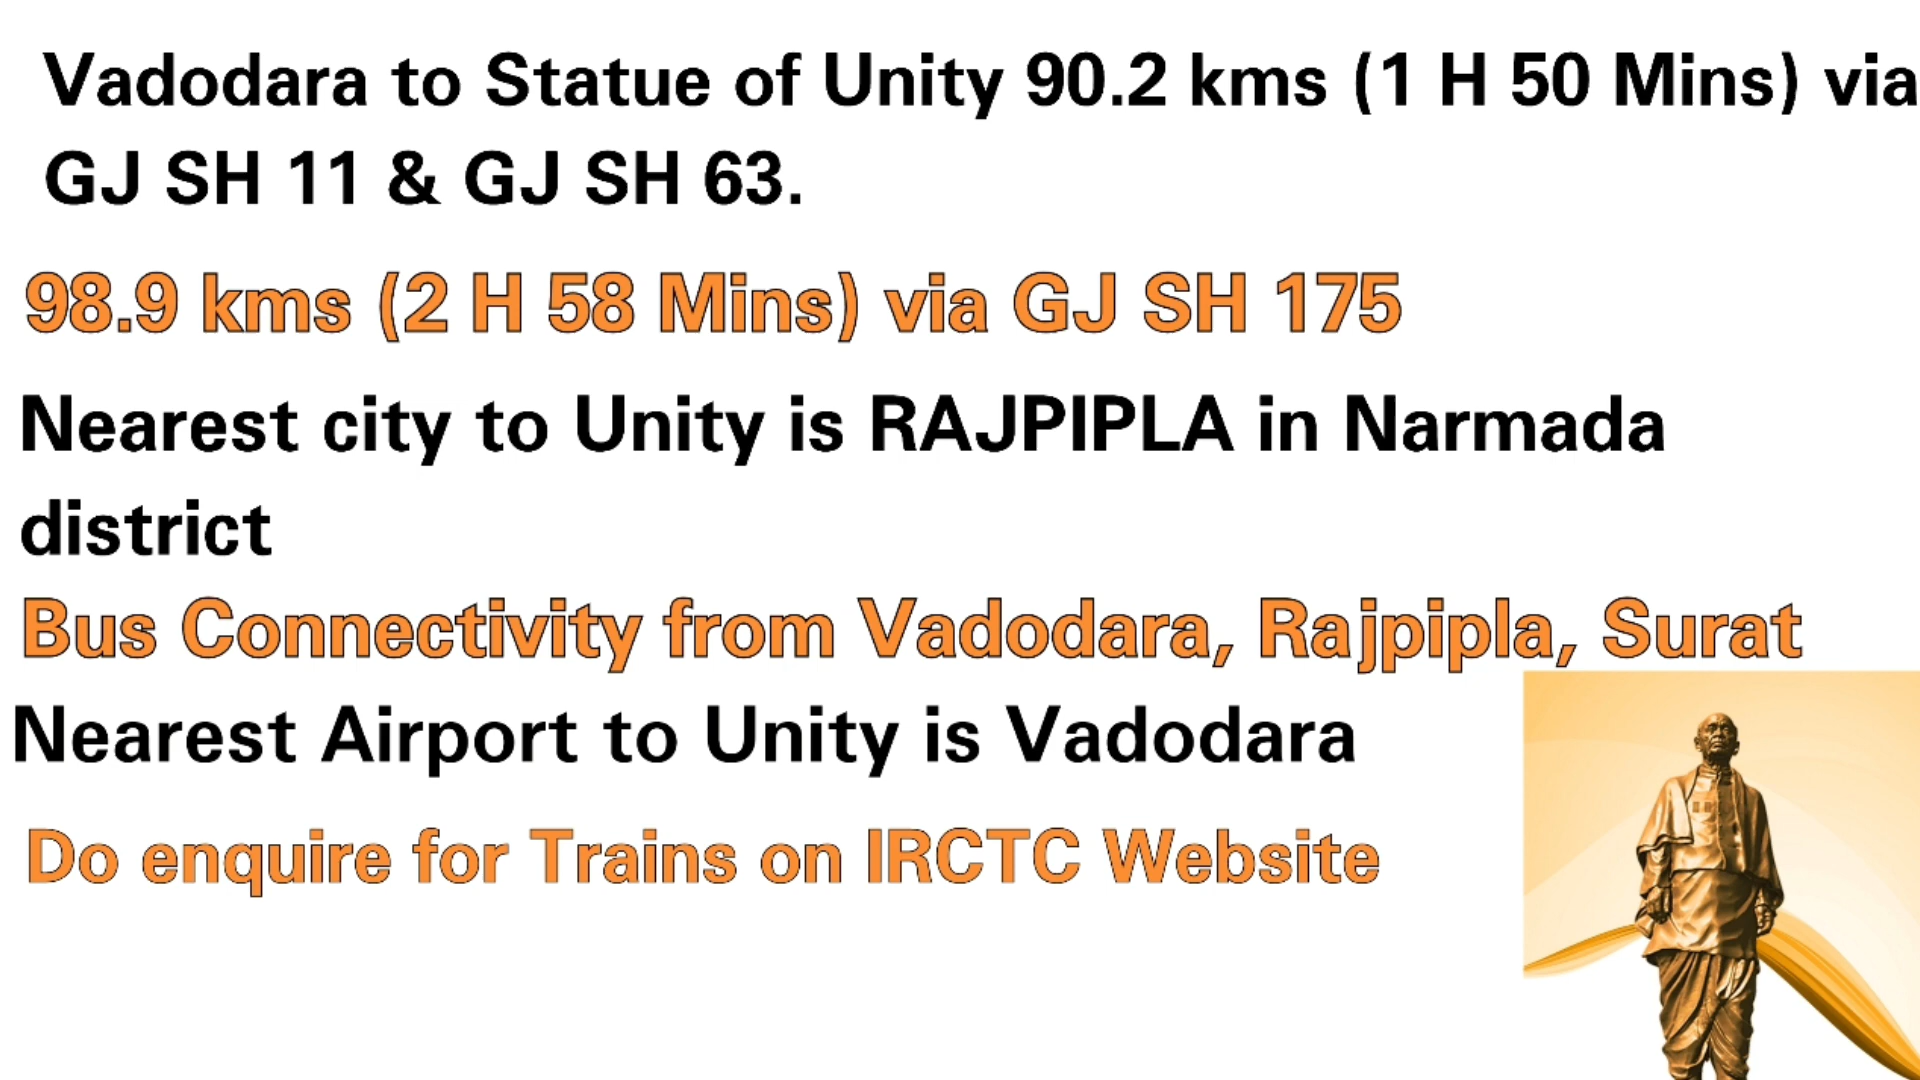 Vadodara to Statue of Unity 90.2 kms (1 H 50 Mins) via
GJ SH 11 & GJ SH 63.
98.9 kms (2 H 58 Mins) via GJ SH 175
Nearest city to Unity is RAJPIPLA in Narmada
district
Bus Connectivity from Vadodara, Rajpipla, Surat
Nearest Airport to Unity is Vadodara
Do enquire for Trains on IRCTC Website